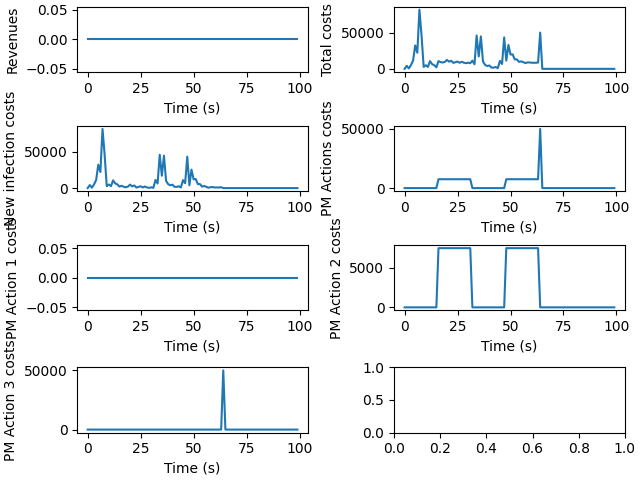 Revenues
0.05
0.00
−0.05
0 25 50 75 100
Time (s)
Total costs
50000
0
0 25 50 75 100
Time (s)
New infection costs
50000
0
0 25 50 75 100
Time (s)
PM Actions costs
50000
0
0 25 50 75 100
Time (s)
PM Action 1 costs
0.05
0.00
−0.05
0 25 50 75 100
Time (s)
PM Action 2 costs
5000
0
0 25 50 75 100
Time (s)
PM Action 3 costs
50000
0
0 25 50 75 100
Time (s)
1.0
0.5
0.0
0.0 0.2 0.4 0.6 0.8 1.0